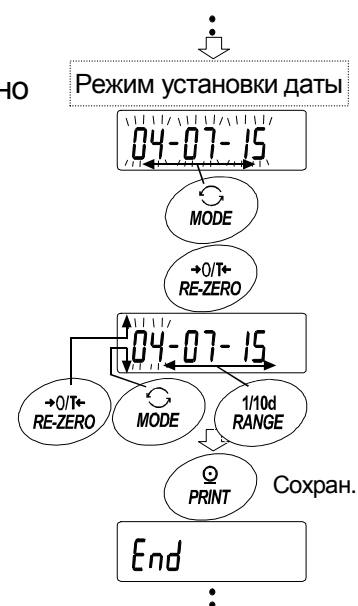 но
Режим установки даты
04-07-15
MODE
→0/T←
RE-ZERO
04-07-15
→0/T←
RE-ZERO
MODE
1/10d
RANGE
PRINT
Сохран.
End